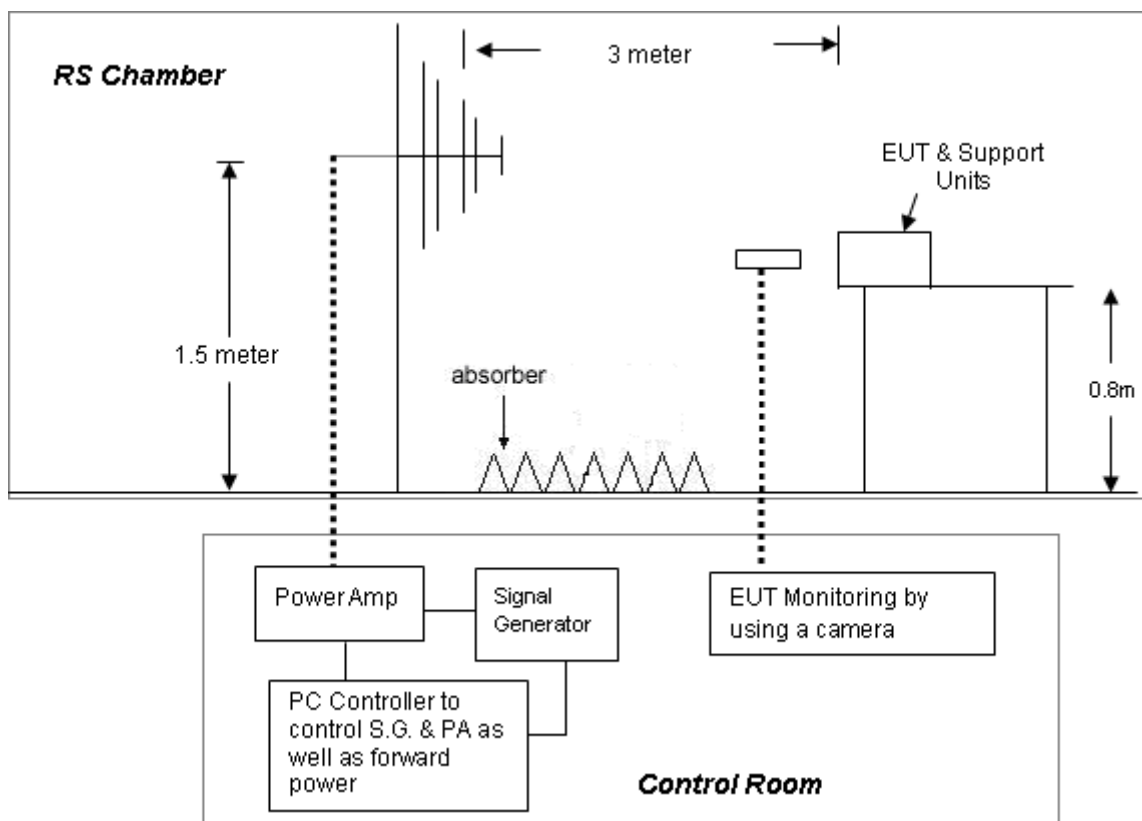 RS Chamber
3 meter
EUT & Support
Units
1.5 meter
absorber
0.8m
Power Amp
Signal
Generator
EUT Monitoring by
using a camera
PC Controller to
control S.G. & PA as
well as forward
power
Control Room